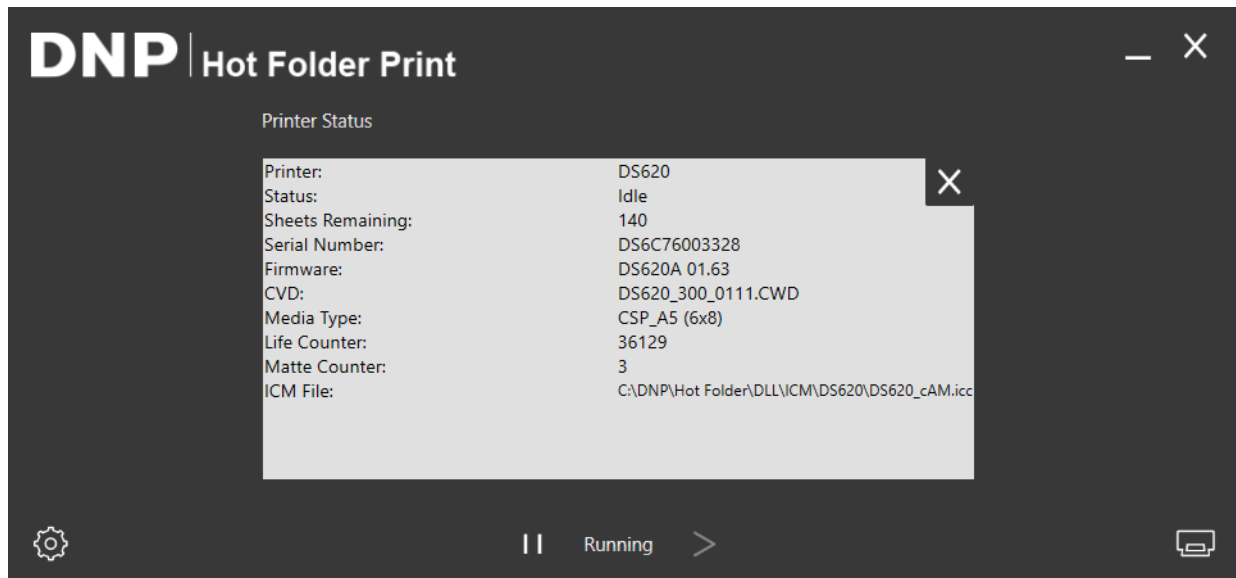 DNP Hot Folder Print
Printer Status
Printer: DS620
Status: Idle
Sheets Remaining: 140
Serial Number: DS6C76003328
Firmware: DS620A 01.63
CVD: DS620_300_0111.CWD
Media Type: CSP_A5 (6x8)
Life Counter: 36129
Matte Counter: 3
ICM File: C:\DNP\Hot Folder\DLL\ICM\DS620\DS620_cAM.icc
Running